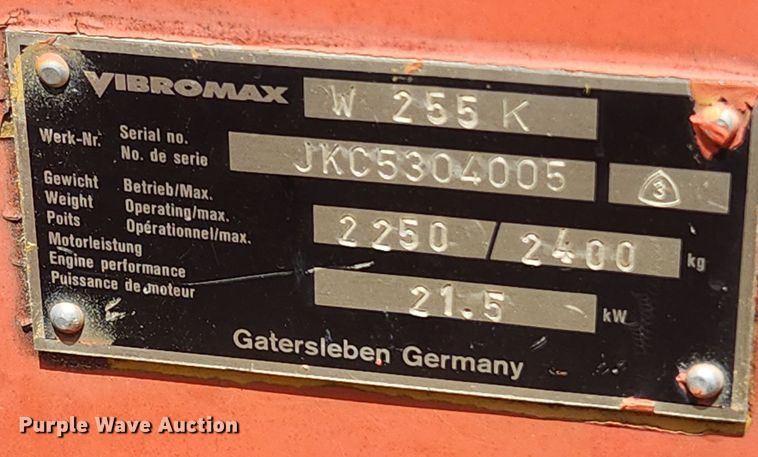 VIBROMAX W 255 K
Werk-Nr. Serial no. JKC5304005 3
No. de serie
Gewicht Betrieb/Max.
Weight Operating/max. 2250 / 2400 kg
Poits Opérationnel/max.
Motorleistung
Engine performance 21.5 kW
Puissance de moteur
Gatersleben Germany
Purple Wave Auction